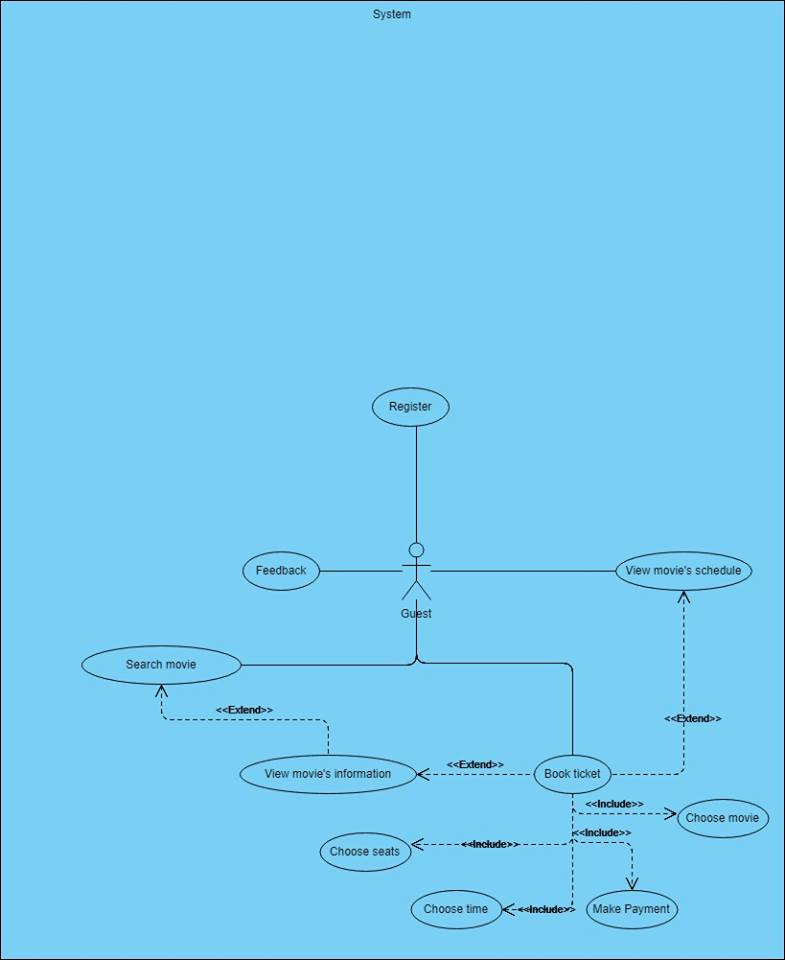 System
Register
Feedback
View movie's schedule
Guest
Search movie
<<Extend>>
<<Extend>>
<<Extend>>
View movie's information
Book ticket
<<Include>>
Choose movie
<<Include>>
<<Include>>
Choose seats
Choose time
<<Include>>
Make Payment